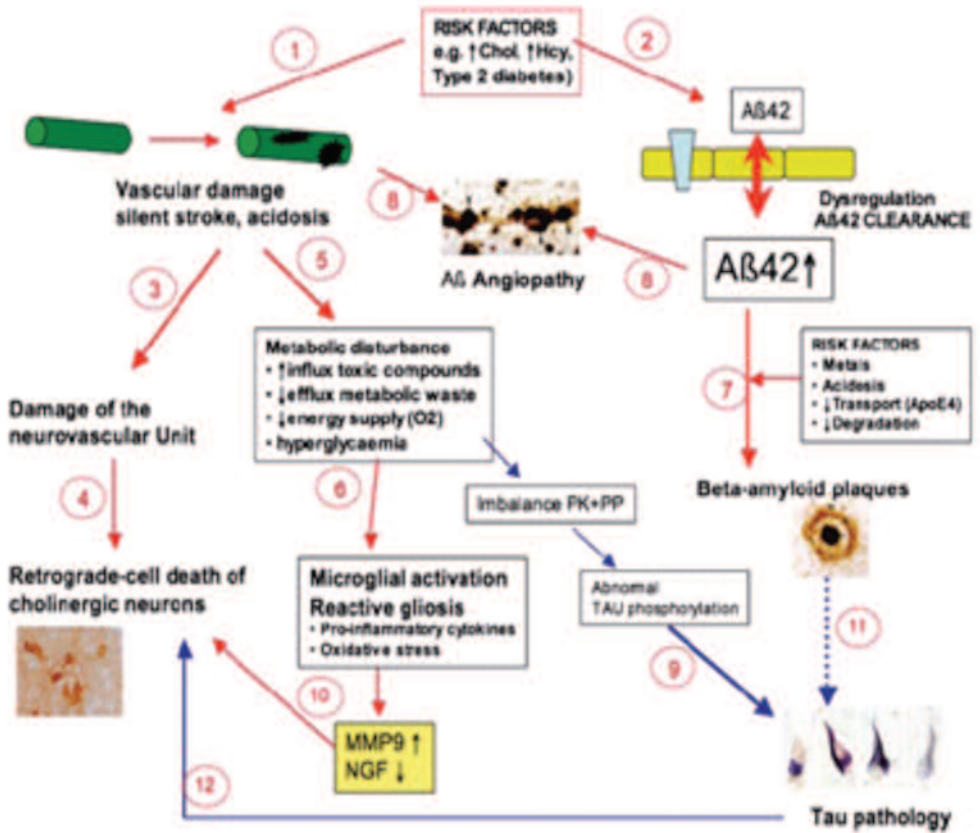 RISK FACTORS
e.g. ↑Chol. ↑Hcy,
Type 2 diabetes)
1
2
Aß42
Vascular damage
silent stroke, acidosis
8
Dysregulation
Aß42 CLEARANCE
Aß Angiopathy
8
Aß42↑
3
5
Metabolic disturbance
• ↑influx toxic compounds
• ↓efflux metabolic waste
• ↓energy supply (O2)
• hyperglycaemia
RISK FACTORS
• Metals
• Acidosis
• ↓Transport (ApoE4)
• ↓Degradation
7
Damage of the
neurovascular Unit
4
6
Imbalance PK+PP
Beta-amyloid plaques
Retrograde-cell death of
cholinergic neurons
Microglial activation
Reactive gliosis
• Pro-inflammatory cytokines
• Oxidative stress
Abnormal
TAU phosphorylation
9
11
10
MMP9 ↑
NGF ↓
12
Tau pathology